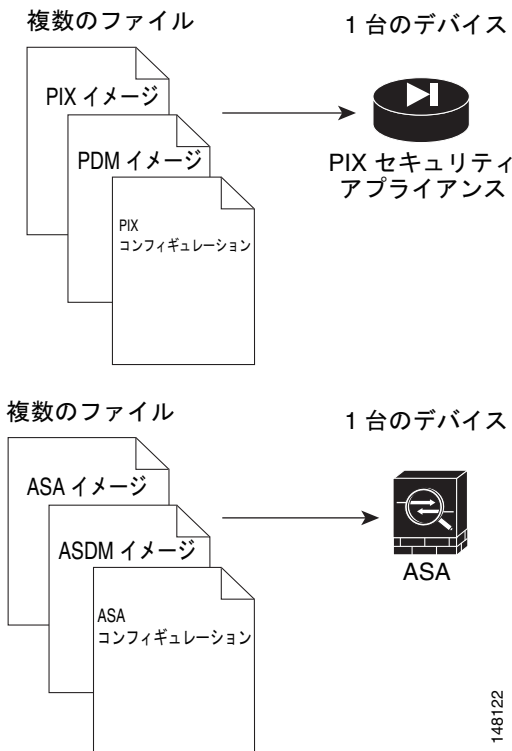 複数のファイル
1 台のデバイス
PIX イメージ
PDM イメージ
PIX
コンフィギュレーション
PIX セキュリティ
アプライアンス
複数のファイル
1 台のデバイス
ASA イメージ
ASDM イメージ
ASA
コンフィギュレーション
ASA
148122